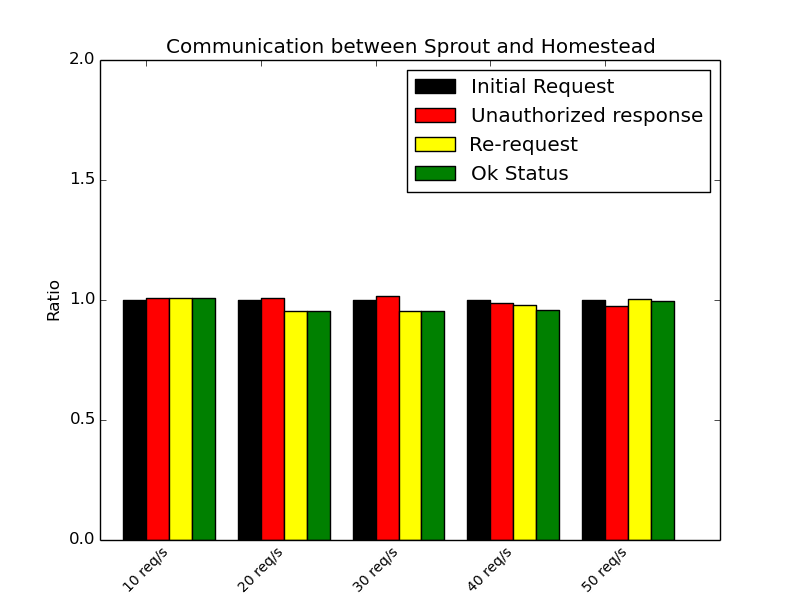 Communication between Sprout and Homestead
2.0
1.5
1.0
0.5
0.0
Ratio
Initial Request
Unauthorized response
Re-request
Ok Status
10 req/s
20 req/s
30 req/s
40 req/s
50 req/s